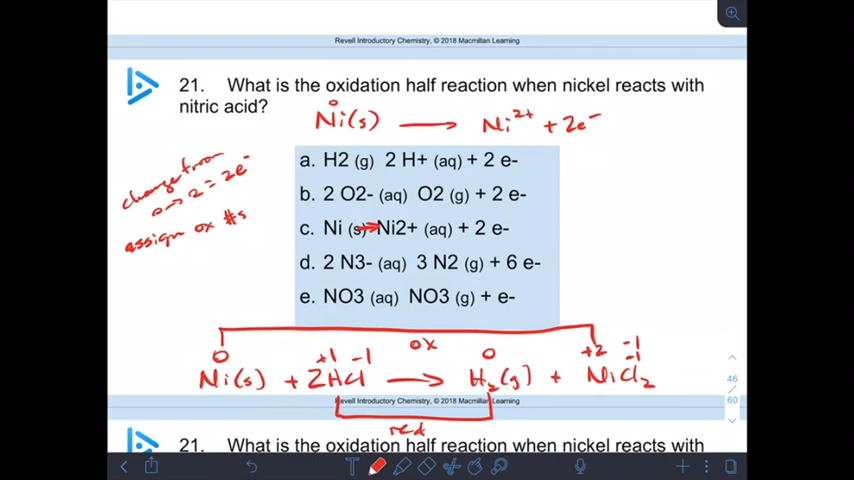 Revell Introductory Chemistry, © 2018 Macmillan Learning
21. What is the oxidation half reaction when nickel reacts with
nitric acid?
0
Ni(s) → Ni2+ + 2e-
change from
0 → 2 = 2e-
assign ox #s
a. H2 (g) 2 H+ (aq) + 2 e-
b. 2 O2- (aq) O2 (g) + 2 e-
c. Ni (s) → Ni2+ (aq) + 2 e-
d. 2 N3- (aq) 3 N2 (g) + 6 e-
e. NO3 (aq) NO3 (g) + e-
ox
0 +1 -1 0 +2 -1 -1
Ni(s) + 2HCl → H2(g) + NiCl2
46
60
Revell Introductory Chemistry, © 2018 Macmillan Learning
red
21. What is the oxidation half reaction when nickel reacts with
T